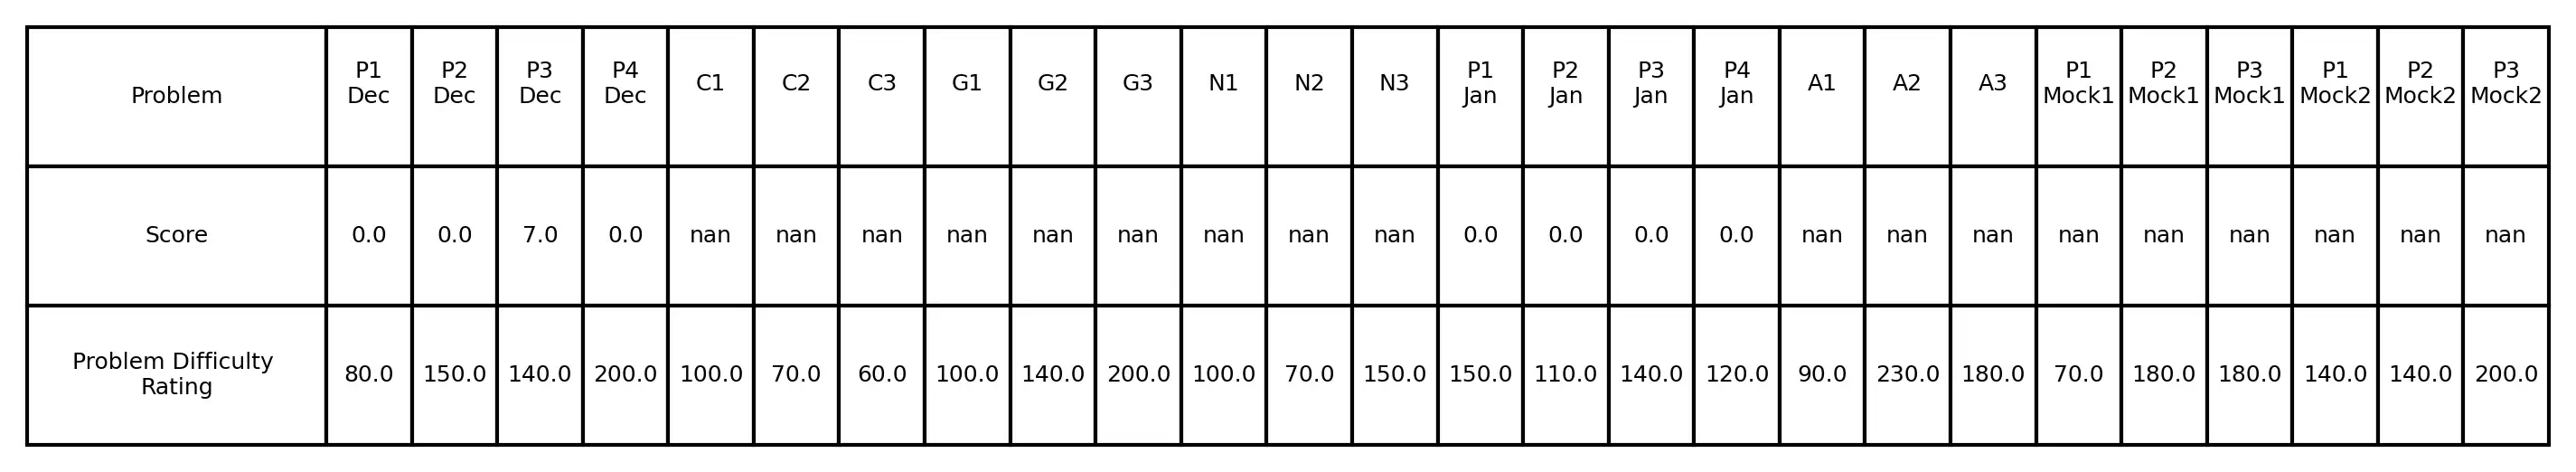 Problem P1 Dec P2 Dec P3 Dec P4 Dec C1 C2 C3 G1 G2 G3 N1 N2 N3 P1 Jan P2 Jan P3 Jan P4 Jan A1 A2 A3 P1 Mock1 P2 Mock1 P3 Mock1 P1 Mock2 P2 Mock2 P3 Mock2
Score 0.0 0.0 7.0 0.0 nan nan nan nan nan nan nan nan nan 0.0 0.0 0.0 0.0 nan nan nan nan nan nan nan nan nan
Problem Difficulty Rating 80.0 150.0 140.0 200.0 100.0 70.0 60.0 100.0 140.0 200.0 100.0 70.0 150.0 150.0 110.0 140.0 120.0 90.0 230.0 180.0 70.0 180.0 180.0 140.0 140.0 200.0